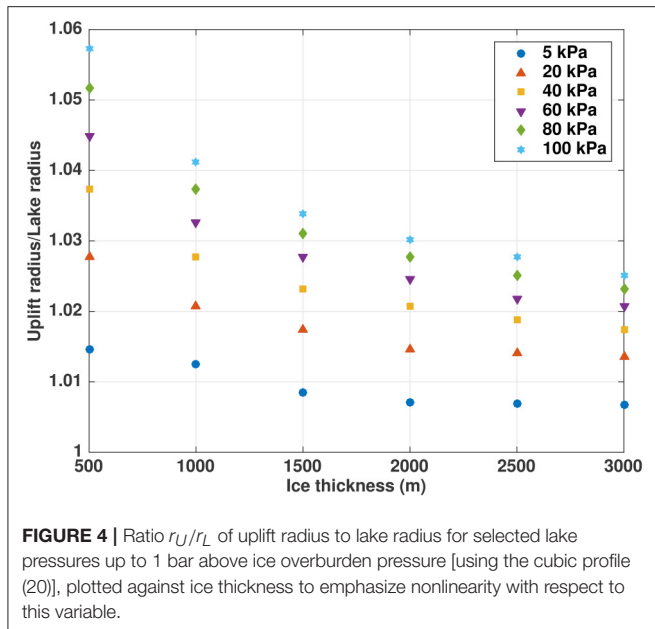 1.06
1.05
1.04
1.03
1.02
1.01
1
Uplift radius/Lake radius
5 kPa
20 kPa
40 kPa
60 kPa
80 kPa
100 kPa
500 1000 1500 2000 2500 3000
Ice thickness (m)
FIGURE 4 | Ratio rU/rL of uplift radius to lake radius for selected lake
pressures up to 1 bar above ice overburden pressure [using the cubic profile
(20)], plotted against ice thickness to emphasize nonlinearity with respect to
this variable.